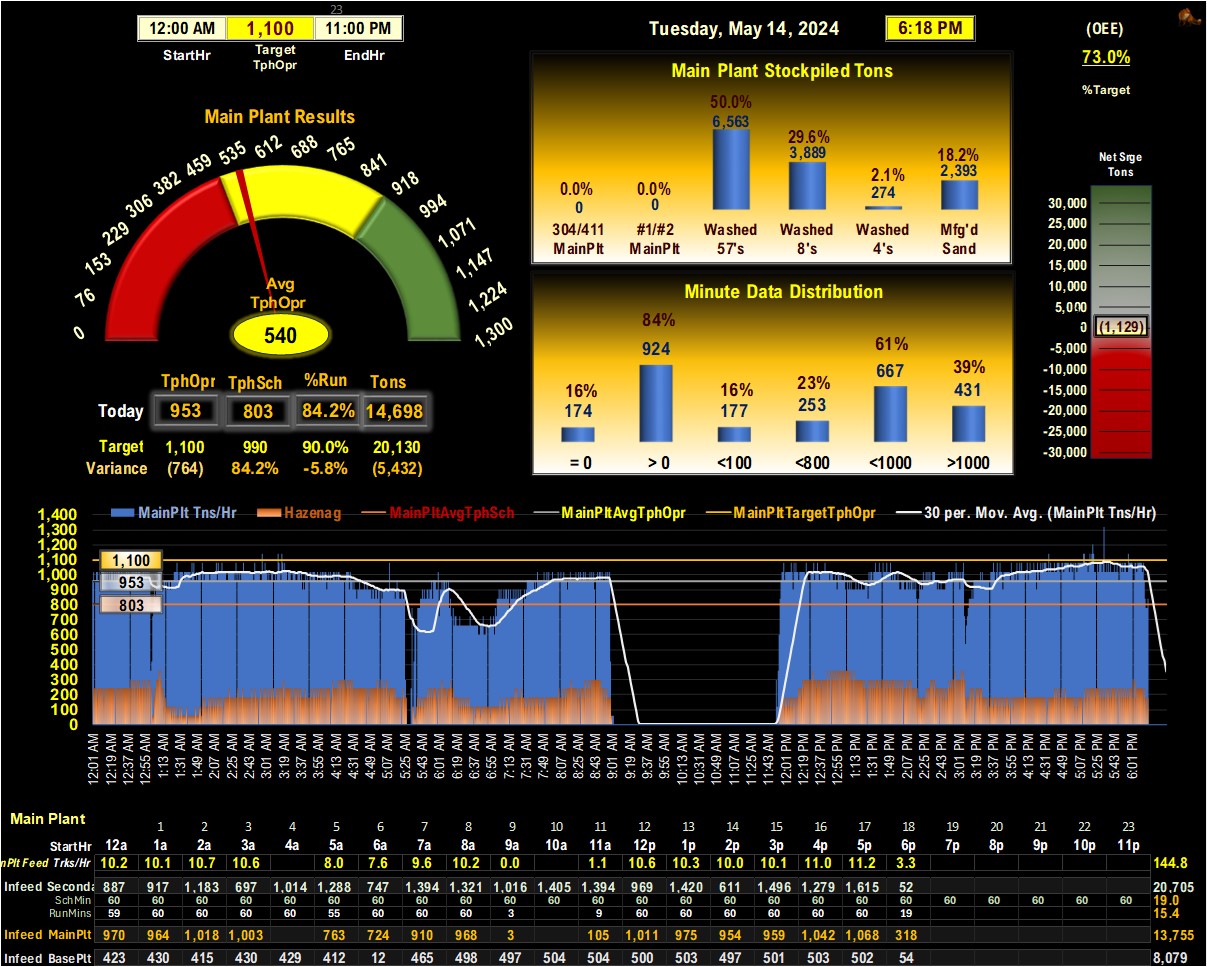 23
12:00 AM 1,100 11:00 PM
StartHr Target TphOpr EndHr
Tuesday, May 14, 2024 6:18 PM
(OEE)
73.0%
%Target
Main Plant Results
0 76 153 229 306 382 459 535 612 688 765 841 918 994 1,071 1,147 1,224 1,300
Avg
TphOpr
540
TphOpr TphSch %Run Tons
Today 953 803 84.2% 14,698
Target 1,100 990 90.0% 20,130
Variance (764) 84.2% -5.8% (5,432)
Main Plant Stockpiled Tons
0.0% 0.0% 50.0% 29.6% 2.1% 18.2%
0 0 6,563 3,889 274 2,393
304/411 #1/#2 Washed Washed Washed Mfg'd
MainPlt MainPlt 57's 8's 4's Sand
Minute Data Distribution
16% 84% 16% 23% 61% 39%
174 924 177 253 667 431
= 0 > 0 <100 <800 <1000 >1000
Net Srge
Tons
30,000
25,000
20,000
15,000
10,000
5,000
0
(1,129)
-5,000
-10,000
-15,000
-20,000
-25,000
-30,000
MainPlt Tns/Hr Hazenag MainPltAvgTphSch MainPltAvgTphOpr MainPltTargetTphOpr 30 per. Mov. Avg. (MainPlt Tns/Hr)
1,400
1,300
1,200
1,100
1,000
900
800
700
600
500
400
300
200
100
0
1,100
953
803
12:01 AM 12:19 AM 12:37 AM 12:55 AM 1:13 AM 1:31 AM 1:49 AM 2:07 AM 2:25 AM 2:43 AM 3:01 AM 3:19 AM 3:37 AM 3:55 AM 4:13 AM 4:31 AM 4:49 AM 5:07 AM 5:25 AM 5:43 AM 6:01 AM 6:19 AM 6:37 AM 6:55 AM 7:13 AM 7:31 AM 7:49 AM 8:07 AM 8:25 AM 8:43 AM 9:01 AM 9:19 AM 9:37 AM 9:55 AM 10:13 AM 10:31 AM 10:49 AM 11:07 AM 11:25 AM 11:43 AM 12:01 PM 12:19 PM 12:37 PM 12:55 PM 1:13 PM 1:31 PM 1:49 PM 2:07 PM 2:25 PM 2:43 PM 3:01 PM 3:19 PM 3:37 PM 3:55 PM 4:13 PM 4:31 PM 4:49 PM 5:07 PM 5:25 PM 5:43 PM 6:01 PM
Main Plant
1 2 3 4 5 6 7 8 9 10 11 12 13 14 15 16 17 18 19 20 21 22 23
StartHr 12a 1a 2a 3a 4a 5a 6a 7a 8a 9a 10a 11a 12p 1p 2p 3p 4p 5p 6p 7p 8p 9p 10p 11p
nPlt Feed Trks/Hr 10.2 10.1 10.7 10.6 8.0 7.6 9.6 10.2 0.0 1.1 10.6 10.3 10.0 10.1 11.0 11.2 3.3 144.8
Infeed Seconda 887 917 1,183 697 1,014 1,288 747 1,394 1,321 1,016 1,405 1,394 969 1,420 611 1,496 1,279 1,615 52 20,705
SchMin 60 60 60 60 60 60 60 60 60 60 60 60 60 60 60 60 60 60 60 60 60 60 60 60 19.0
RunMins 59 60 60 60 60 55 60 60 60 3 9 60 60 60 60 60 60 19 15.4
Infeed MainPlt 970 964 1,018 1,003 763 724 910 968 3 105 1,011 975 954 959 1,042 1,068 318 13,755
Infeed BasePlt 423 430 415 430 429 412 12 465 498 497 504 504 500 503 497 501 503 502 54 8,079